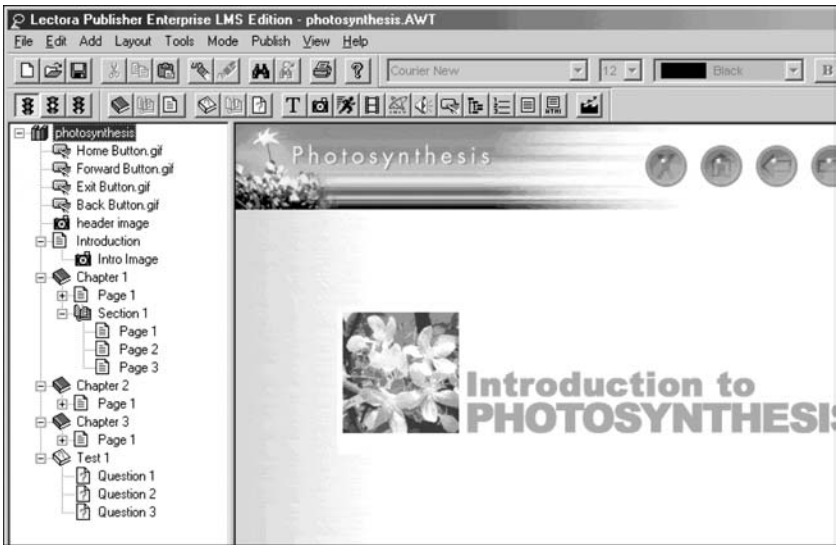 Lectora Publisher Enterprise LMS Edition - photosynthesis.AWT
File Edit Add Layout Tools Mode Publish View Help
Courier New 12 Black B
T HTML
photosynthesis
Home Button.gif
Forward Button.gif
Exit Button.gif
Back Button.gif
header image
Introduction
Intro Image
Chapter 1
Page 1
Section 1
Page 1
Page 2
Page 3
Chapter 2
Page 1
Chapter 3
Page 1
Test 1
Question 1
Question 2
Question 3
Photosynthesis
Introduction to
PHOTOSYNTHESIS